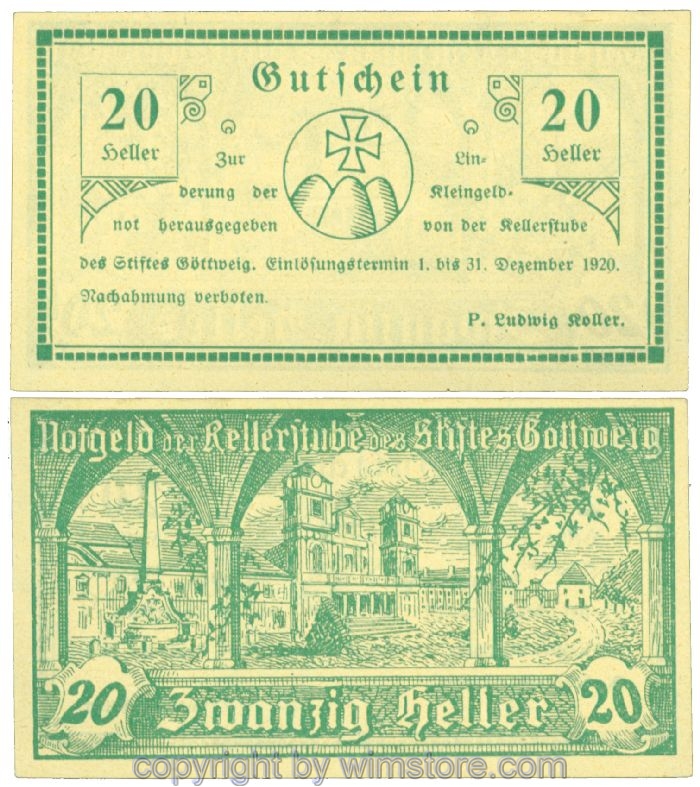 Gutschein
20 20
Heller Heller
Zur Lin-
derung der Kleingeld-
not herausgegeben von der Kellerstube
des Stiftes Göttweig. Einlösungstermin 1. bis 31. Dezember 1920.
Nachahmung verboten.
P. Ludwig Koller.
Notgeld der Kellerstube des Stiftes Göttweig
20 Zwanzig Heller 20
copyright by wimstore.com